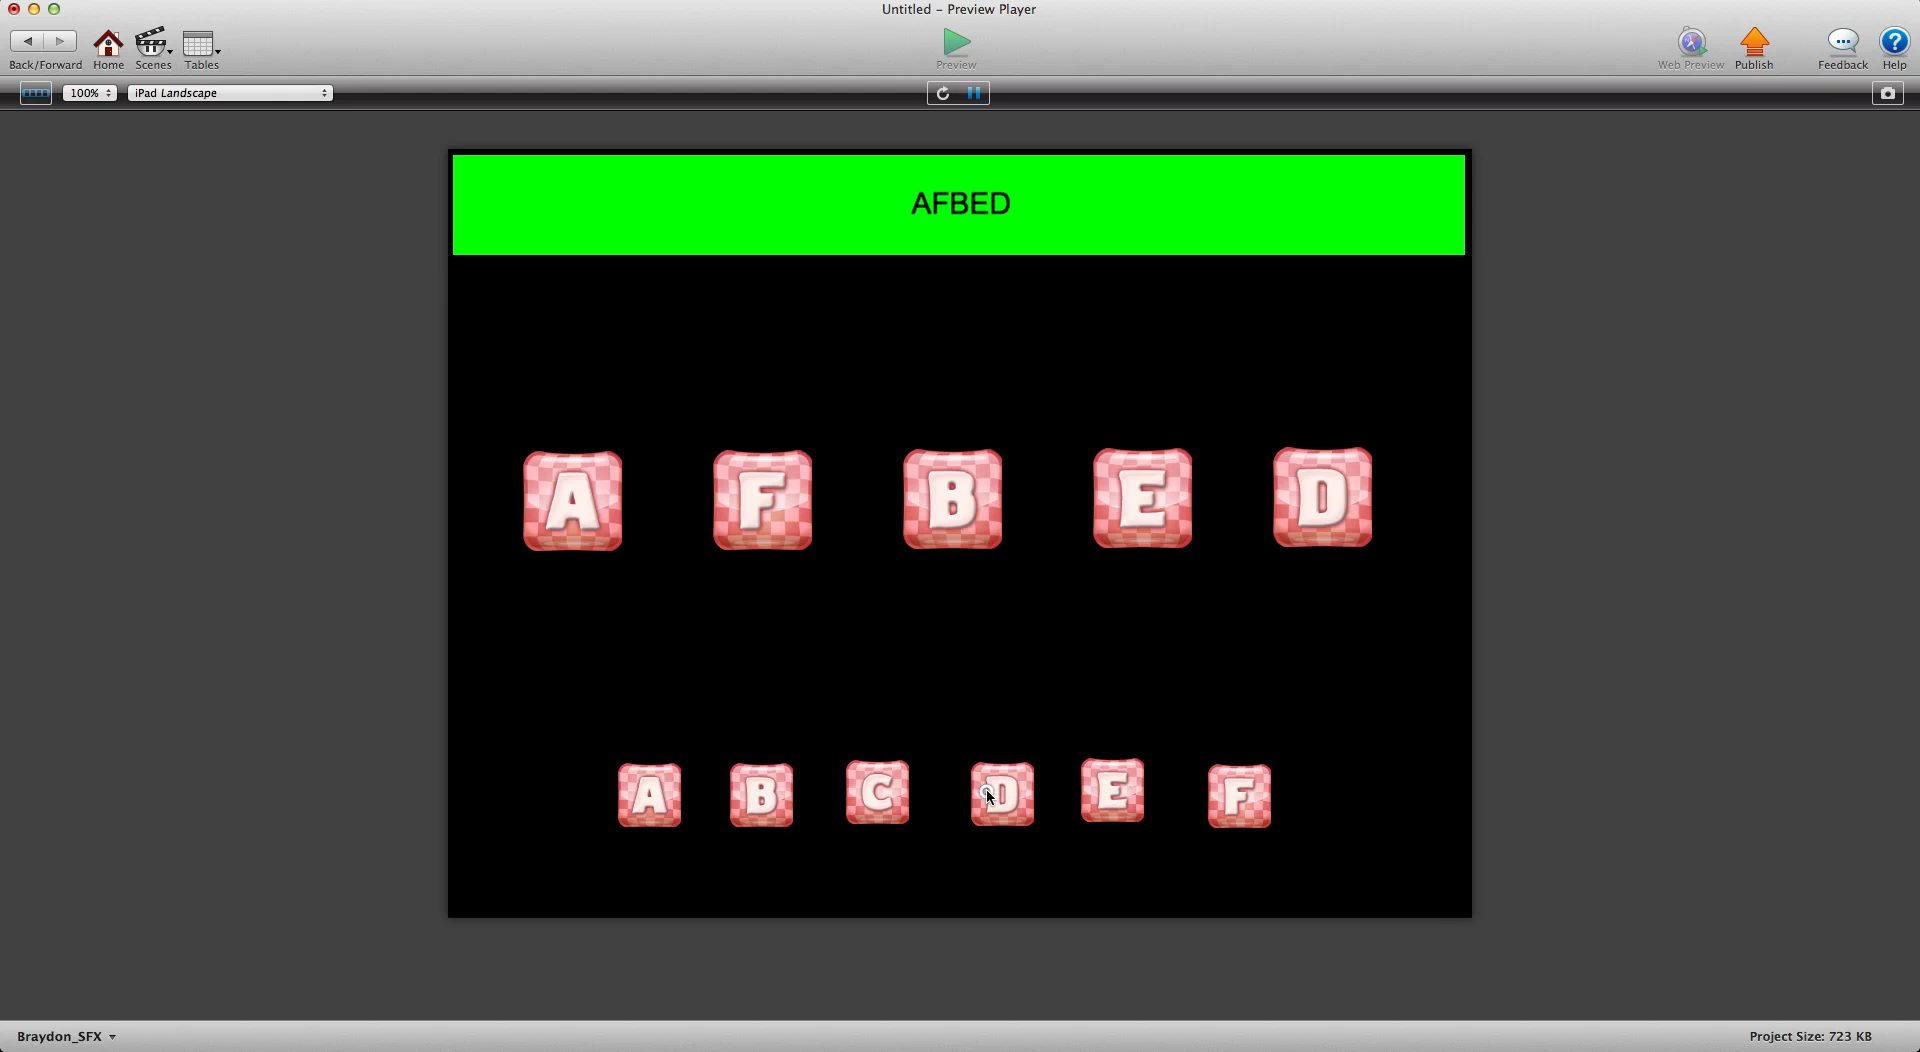 Untitled – Preview Player
Back/Forward Home Scenes Tables Preview Web Preview Publish Feedback Help
100% iPad Landscape
AFBED
A F B E D
A B C D E F
Braydon_SFX Project Size: 723 KB